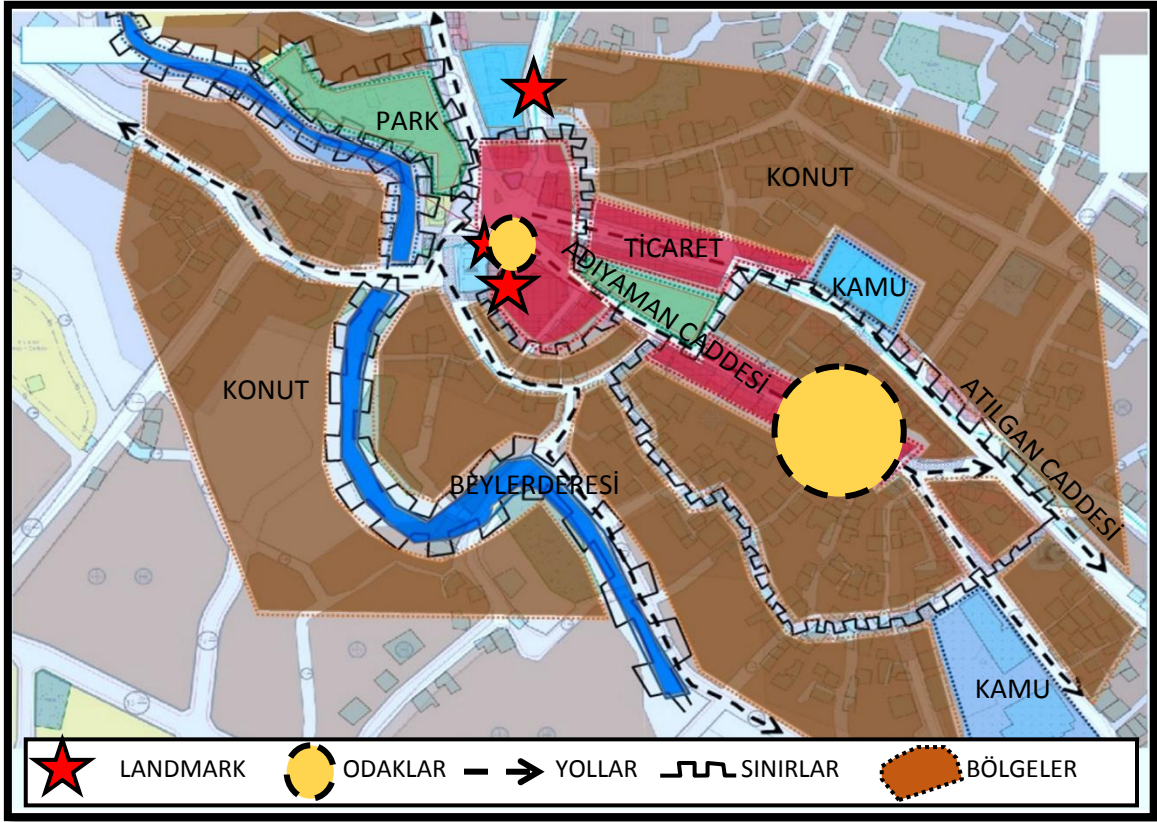 PARK
KONUT
TİCARET
KAMU
ADIYAMAN CADDESİ
ATILGAN CADDESİ
KONUT
BEYLERDERESİ
KAMU
LANDMARK
ODAKLAR
YOLLAR
SINIRLAR
BÖLGELER